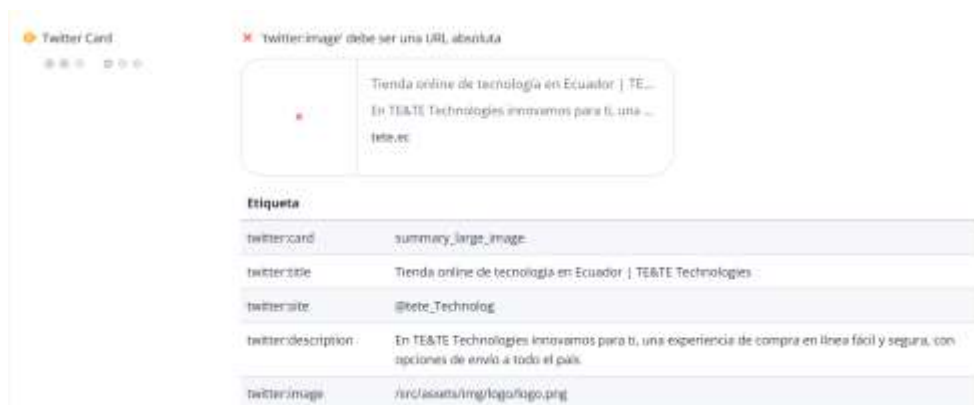 Twitter Card
'twitter:image' debe ser una URL absoluta
Tienda online de tecnología en Ecuador | TE...
En TE&TE Technologies innovamos para ti, una ...
tete.ec
Etiqueta
twitter:card summary_large_image
twitter:title Tienda online de tecnología en Ecuador | TE&TE Technologies
twitter:site @tete_Technolog
twitter:description En TE&TE Technologies innovamos para ti, una experiencia de compra en línea fácil y segura, con
opciones de envío a todo el país.
twitter:image /src/assets/img/logo/logo.png